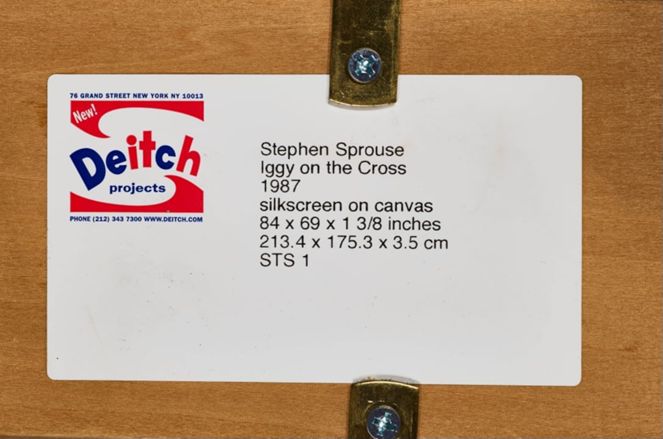 76 GRAND STREET NEW YORK NY 10013
New!
Deitch
projects
PHONE (212) 343 7300 WWW.DEITCH.COM
Stephen Sprouse
Iggy on the Cross
1987
silkscreen on canvas
84 x 69 x 1 3/8 inches
213.4 x 175.3 x 3.5 cm
STS 1